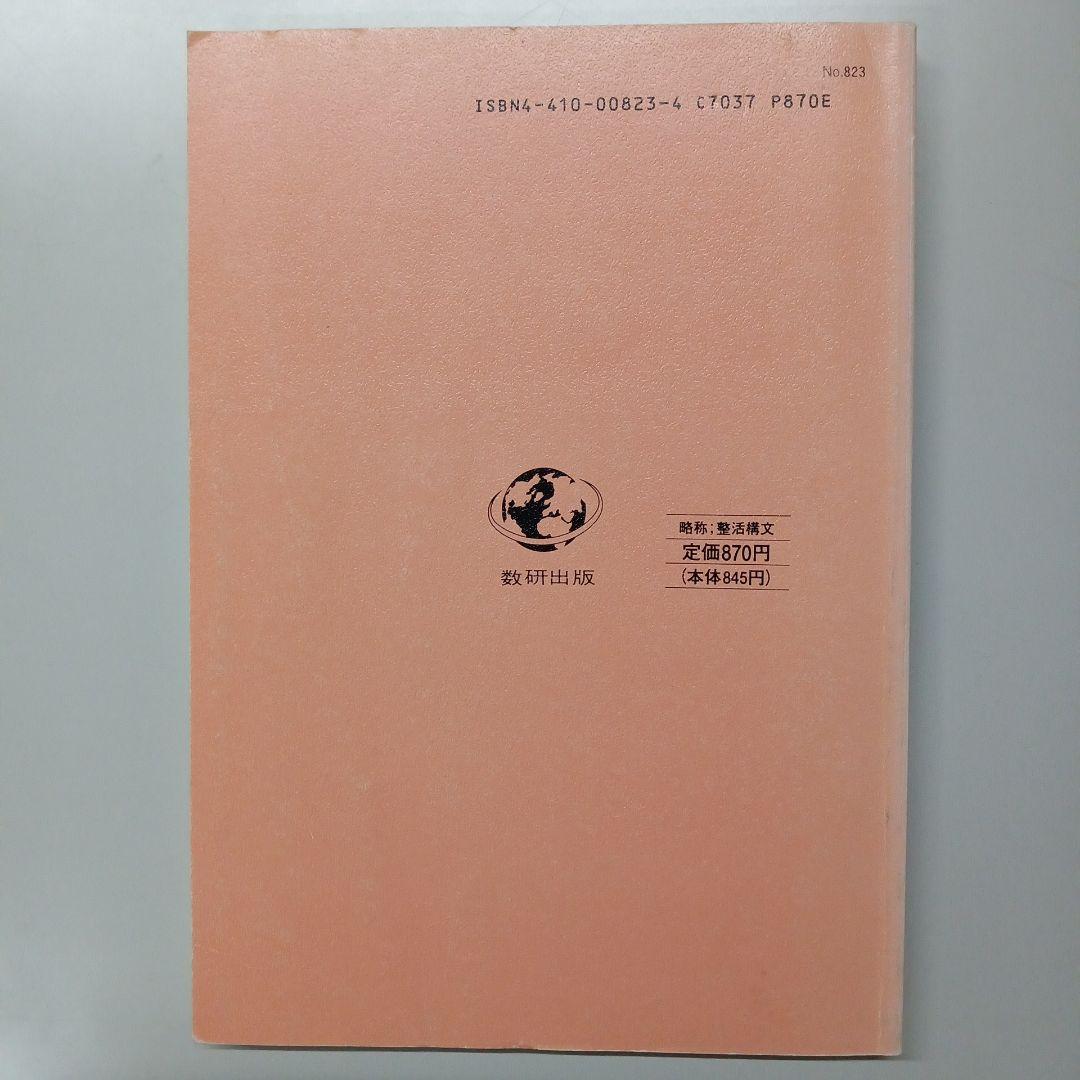 No.823
ISBN4-410-00823-4 C7037 P870E
略称;整活構文
定価870円
(本体845円)
数研出版